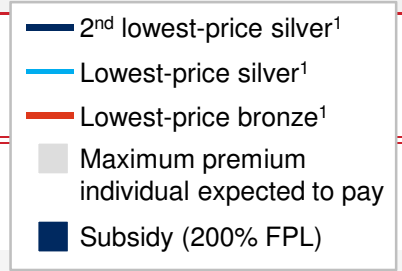 2nd lowest-price silver1
Lowest-price silver1
Lowest-price bronze1
Maximum premium
individual expected to pay
Subsidy (200% FPL)